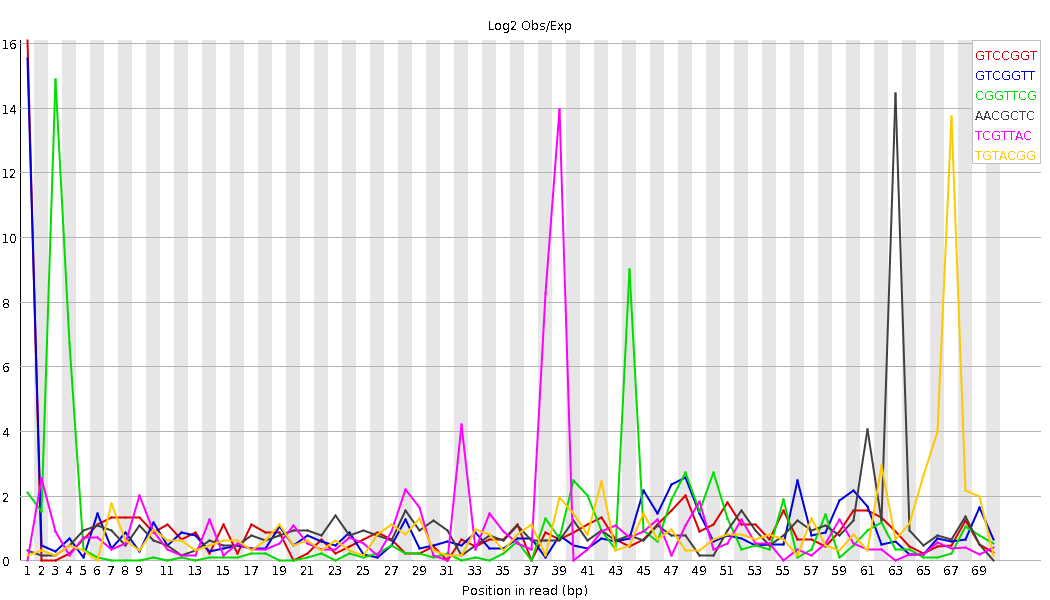 Log2 Obs/Exp
16
14
12
10
8
6
4
2
0
GTCCGGT
GTCGGTT
CGGTTCG
AACGCTC
TCGTTAC
TGTACGG
1 2 3 4 5 6 7 8 9 11 13 15 17 19 21 23 25 27 29 31 33 35 37 39 41 43 45 47 49 51 53 55 57 59 61 63 65 67 69
Position in read (bp)